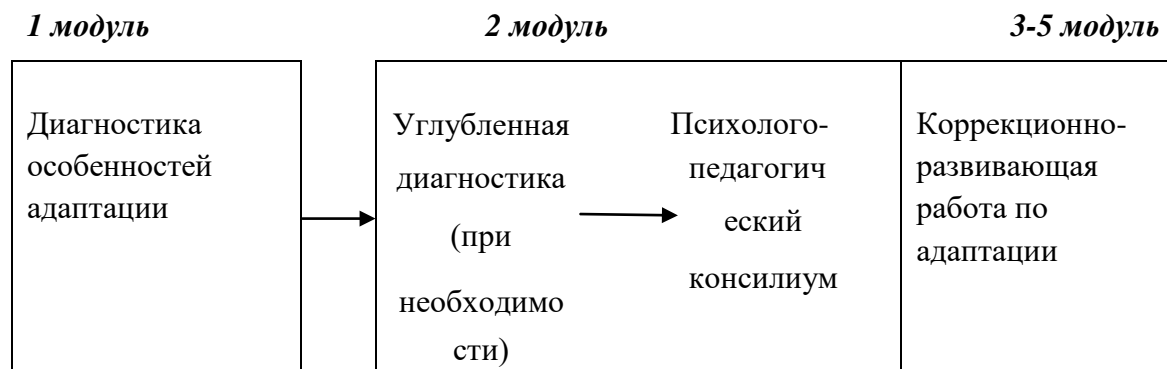 1 модуль
2 модуль
3-5 модуль
Диагностика
особенностей
адаптации
Углубленная
диагностика
(при
необходимо
сти)
Психолого-
педагогич
еский
консилиум
Коррекционно-
развивающая
работа по
адаптации